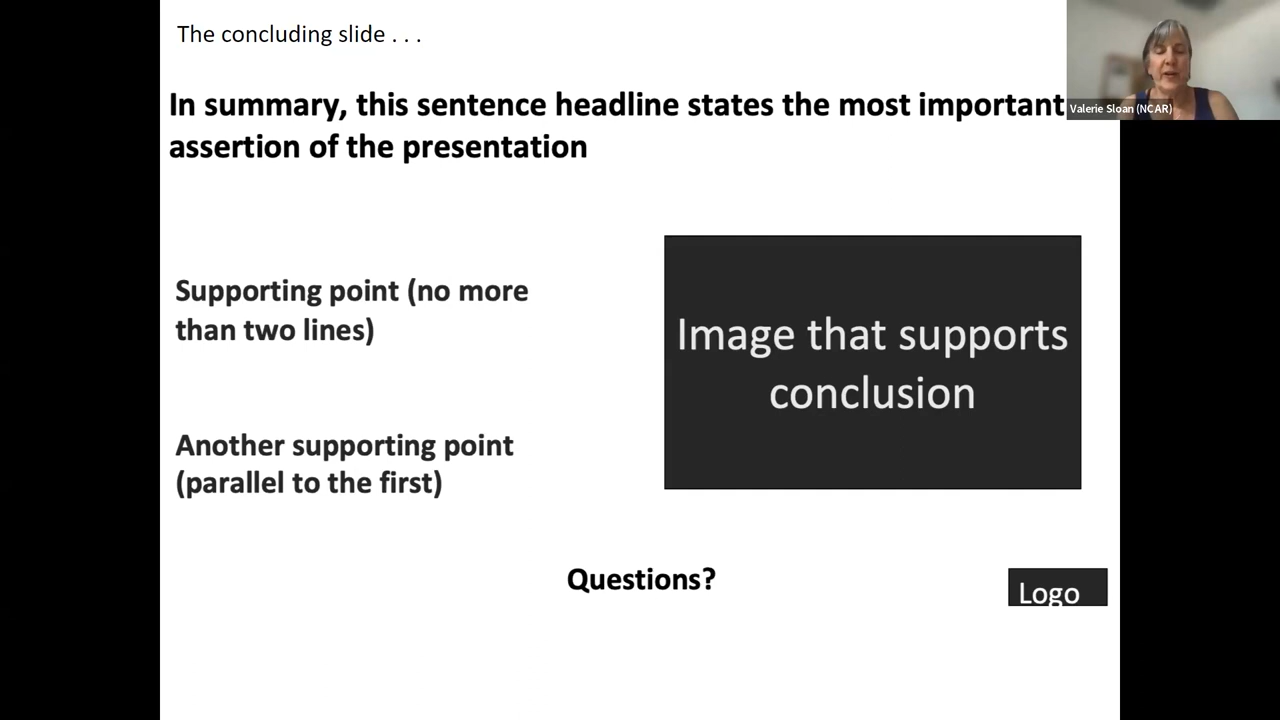 The concluding slide . . .
In summary, this sentence headline states the most important
assertion of the presentation
Valerie Sloan (NCAR)
Supporting point (no more
than two lines)
Image that supports
conclusion
Another supporting point
(parallel to the first)
Questions?
Logo